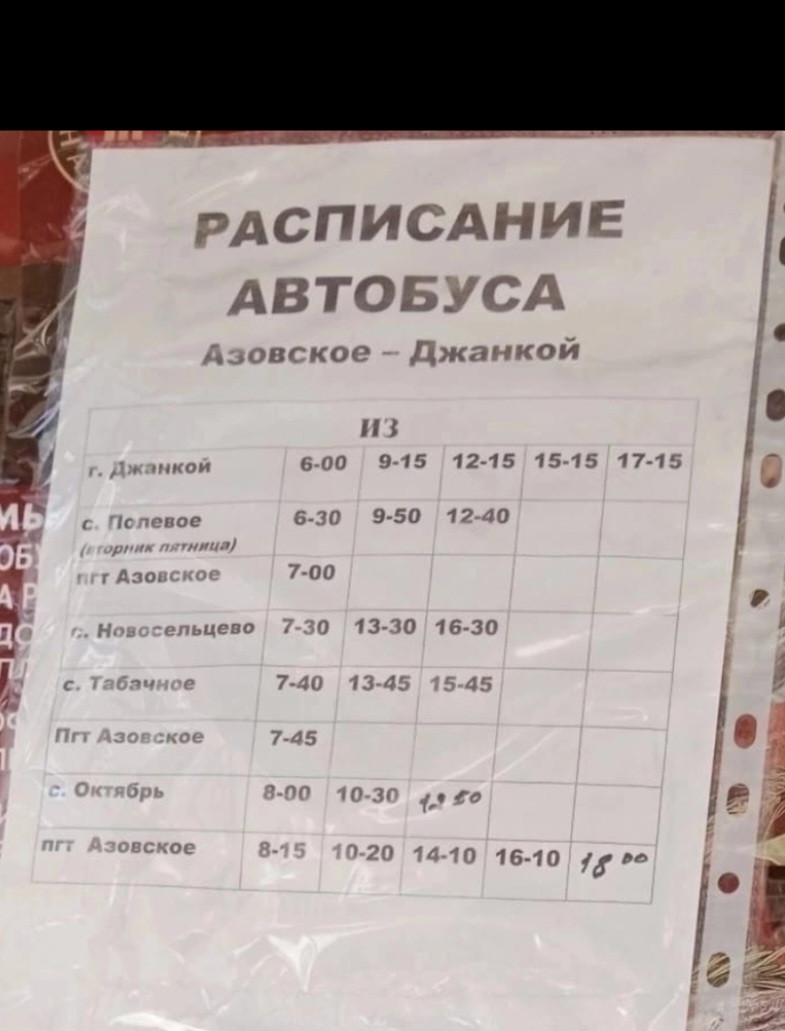 РАСПИСАНИЕ
АВТОБУСА
Азовское – Джанкой
ИЗ
г. Джанкой 6-00 9-15 12-15 15-15 17-15
с. Полевое 6-30 9-50 12-40
(вторник пятница)
пгт Азовское 7-00
с. Новосельцево 7-30 13-30 16-30
с. Табачное 7-40 13-45 15-45
Пгт Азовское 7-45
с. Октябрь 8-00 10-30
пгт Азовское 8-15 10-20 14-10 16-10 18 00